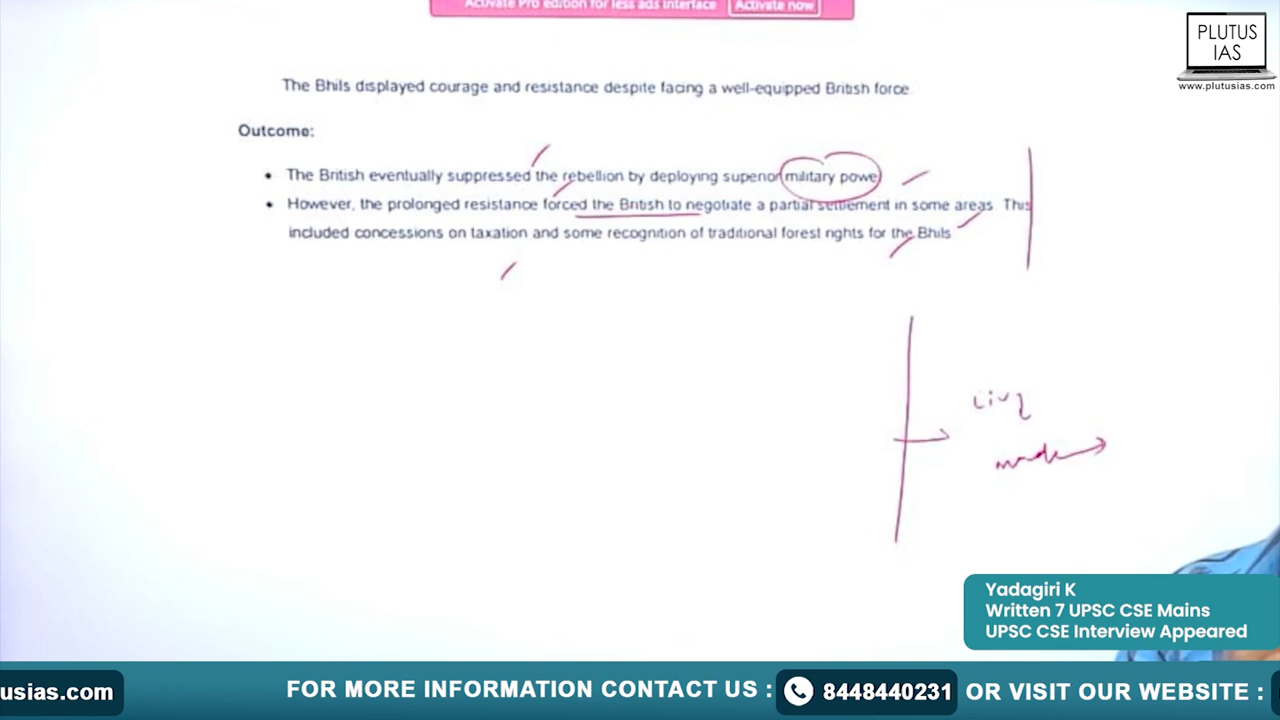 Activate Pro edition for less ads interface Activate now
PLUTUS
IAS
www.plutusias.com
The Bhils displayed courage and resistance despite facing a well-equipped British force
Outcome:
• The British eventually suppressed the rebellion by deploying superior military powe
• However, the prolonged resistance forced the British to negotiate a partial settlement in some areas This
included concessions on taxation and some recognition of traditional forest rights for the Bhils
Yadagiri K
Written 7 UPSC CSE Mains
UPSC CSE Interview Appeared
usias.com FOR MORE INFORMATION CONTACT US : 8448440231 OR VISIT OUR WEBSITE :